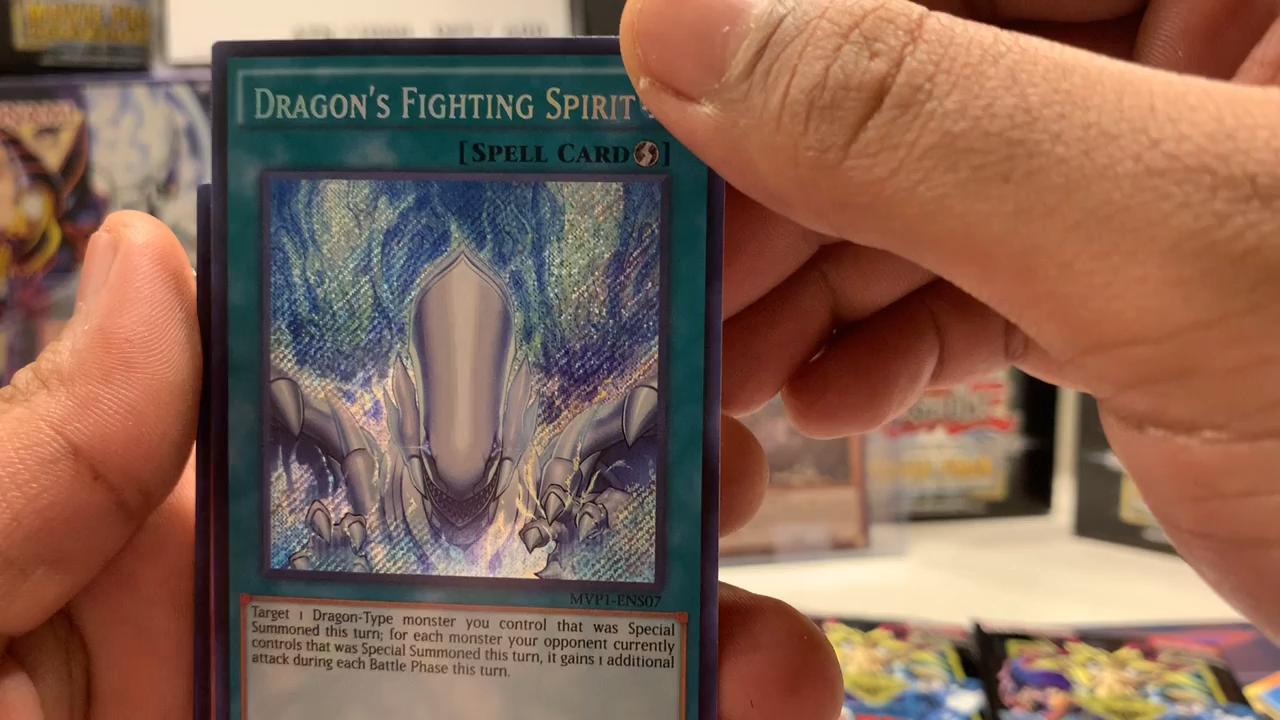 DRAGON'S FIGHTING SPIRIT
[SPELL CARD]
MVP1-ENS07
Target 1 Dragon-Type monster you control that was Special
Summoned this turn; for each monster your opponent currently
controls that was Special Summoned this turn, it gains 1 additional
attack during each Battle Phase this turn.